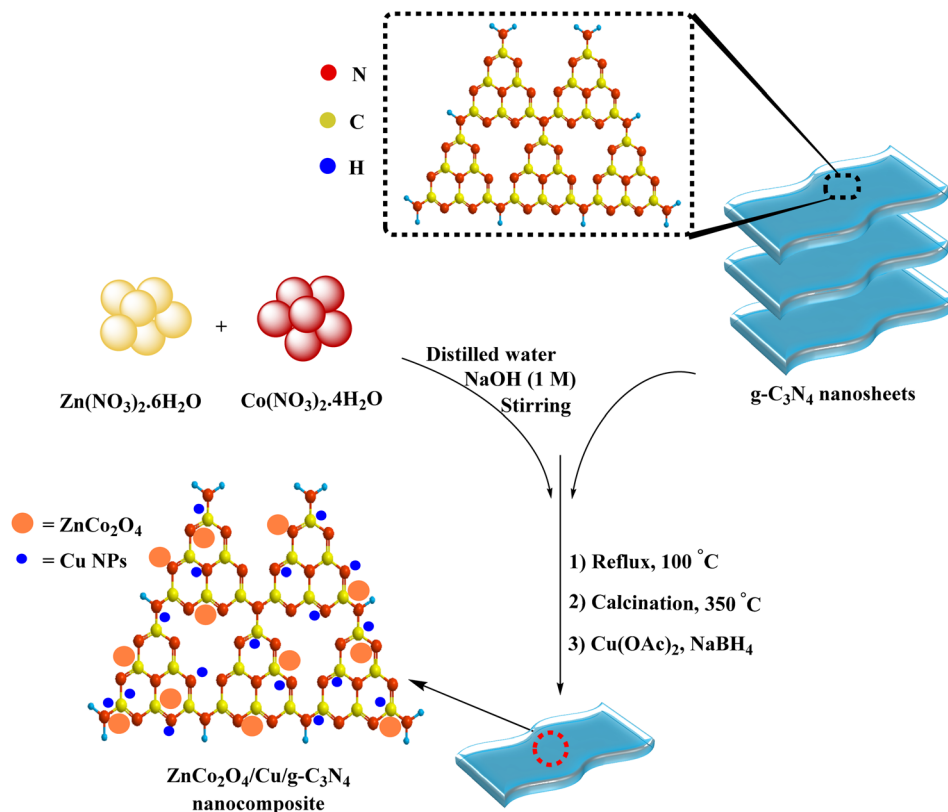 N
C
H
Zn(NO₃)₂.6H₂O
+
Co(NO₃)₂.4H₂O
Distilled water
NaOH (1 M)
Stirring
g-C₃N₄ nanosheets
= ZnCo₂O₄
= Cu NPs
1) Reflux, 100 °C
2) Calcination, 350 °C
3) Cu(OAc)₂, NaBH₄
ZnCo₂O₄/Cu/g-C₃N₄
nanocomposite